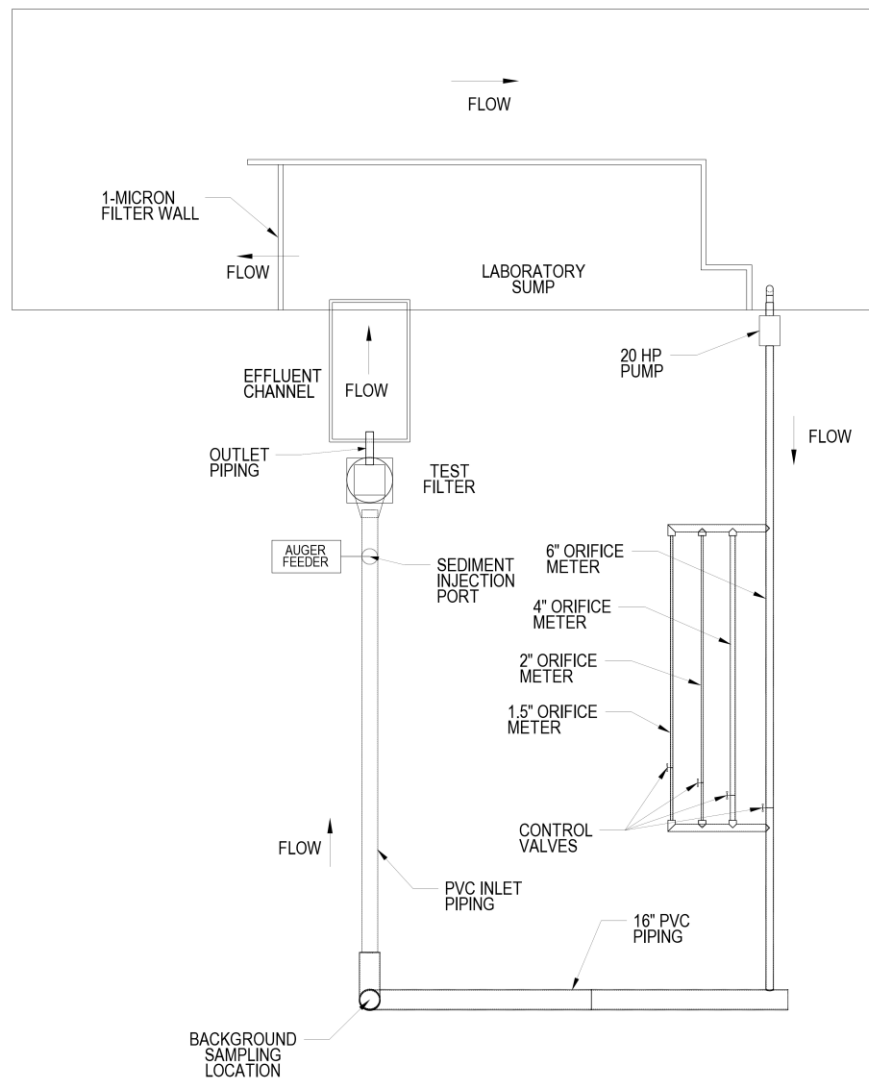 FLOW
1-MICRON
FILTER WALL
FLOW
LABORATORY
SUMP
20 HP
PUMP
EFFLUENT
CHANNEL
FLOW
FLOW
OUTLET
PIPING
TEST
FILTER
AUGER
FEEDER
SEDIMENT
INJECTION
PORT
6" ORIFICE
METER
4" ORIFICE
METER
2" ORIFICE
METER
1.5" ORIFICE
METER
CONTROL
VALVES
FLOW
PVC INLET
PIPING
16" PVC
PIPING
BACKGROUND
SAMPLING
LOCATION